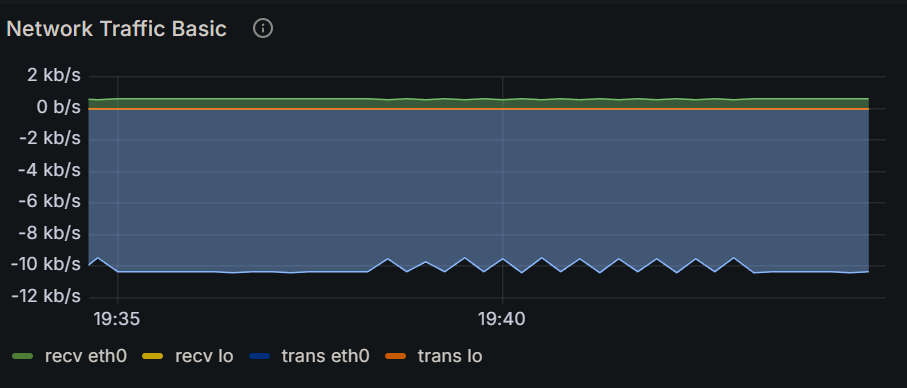 Network Traffic Basic
2 kb/s
0 b/s
-2 kb/s
-4 kb/s
-6 kb/s
-8 kb/s
-10 kb/s
-12 kb/s
19:35 19:40
recv eth0 recv lo trans eth0 trans lo